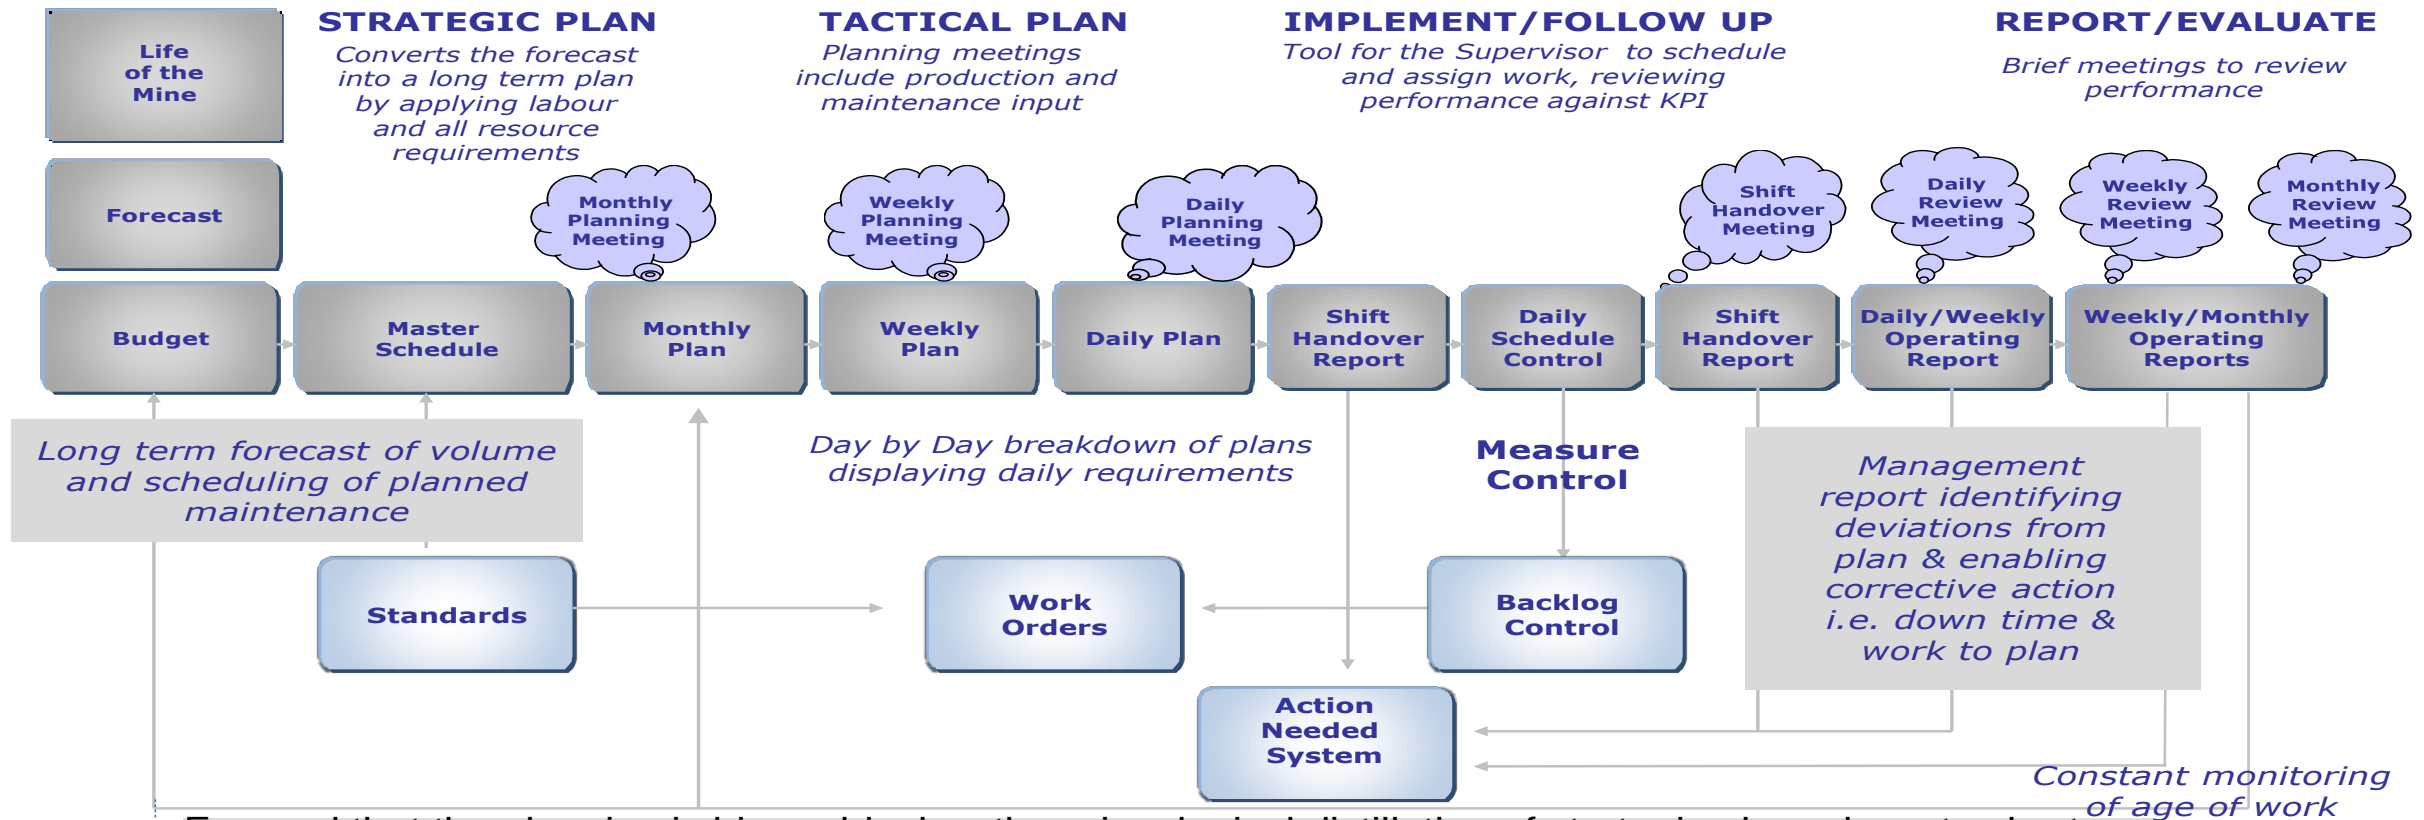 Life
of the
Mine
STRATEGIC PLAN
Converts the forecast
into a long term plan
by applying labour
and all resource
requirements
TACTICAL PLAN
Planning meetings
include production and
maintenance input
IMPLEMENT/FOLLOW UP
Tool for the Supervisor to schedule
and assign work, reviewing
performance against KPI
REPORT/EVALUATE
Brief meetings to review
performance
Forecast
Monthly
Planning
Meeting
Weekly
Planning
Meeting
Daily
Planning
Meeting
Shift
Handover
Meeting
Daily
Review
Meeting
Weekly
Review
Meeting
Monthly
Review
Meeting
Budget
Master
Schedule
Monthly
Plan
Weekly
Plan
Daily Plan
Shift
Handover
Report
Daily
Schedule
Control
Shift
Handover
Report
Daily/Weekly
Operating
Report
Weekly/Monthly
Operating
Reports
Long term forecast of volume
and scheduling of planned
maintenance
Day by Day breakdown of plans
displaying daily requirements
Measure
Control
Management
report identifying
deviations from
plan & enabling
corrective action
i.e. down time &
work to plan
Standards
Work
Orders
Backlog
Control
Action
Needed
System
Constant monitoring
of age of work